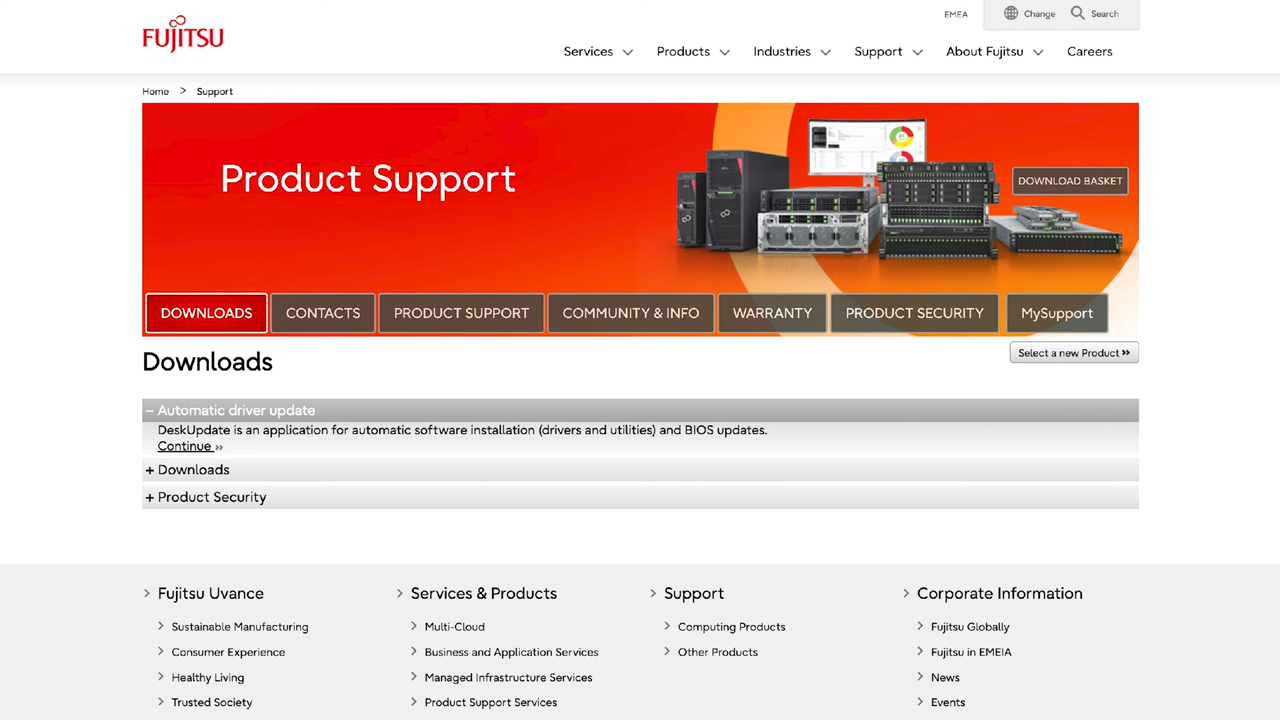 EMEA
Change
Search
FUJITSU
Services
Products
Industries
Support
About Fujitsu
Careers
Home > Support
Product Support
DOWNLOAD BASKET
DOWNLOADS
CONTACTS
PRODUCT SUPPORT
COMMUNITY & INFO
WARRANTY
PRODUCT SECURITY
MySupport
Downloads
Select a new Product »
– Automatic driver update
DeskUpdate is an application for automatic software installation (drivers and utilities) and BIOS updates.
Continue »
+ Downloads
+ Product Security
Fujitsu Uvance
Sustainable Manufacturing
Consumer Experience
Healthy Living
Trusted Society
Services & Products
Multi-Cloud
Business and Application Services
Managed Infrastructure Services
Product Support Services
Support
Computing Products
Other Products
Corporate Information
Fujitsu Globally
Fujitsu in EMEIA
News
Events